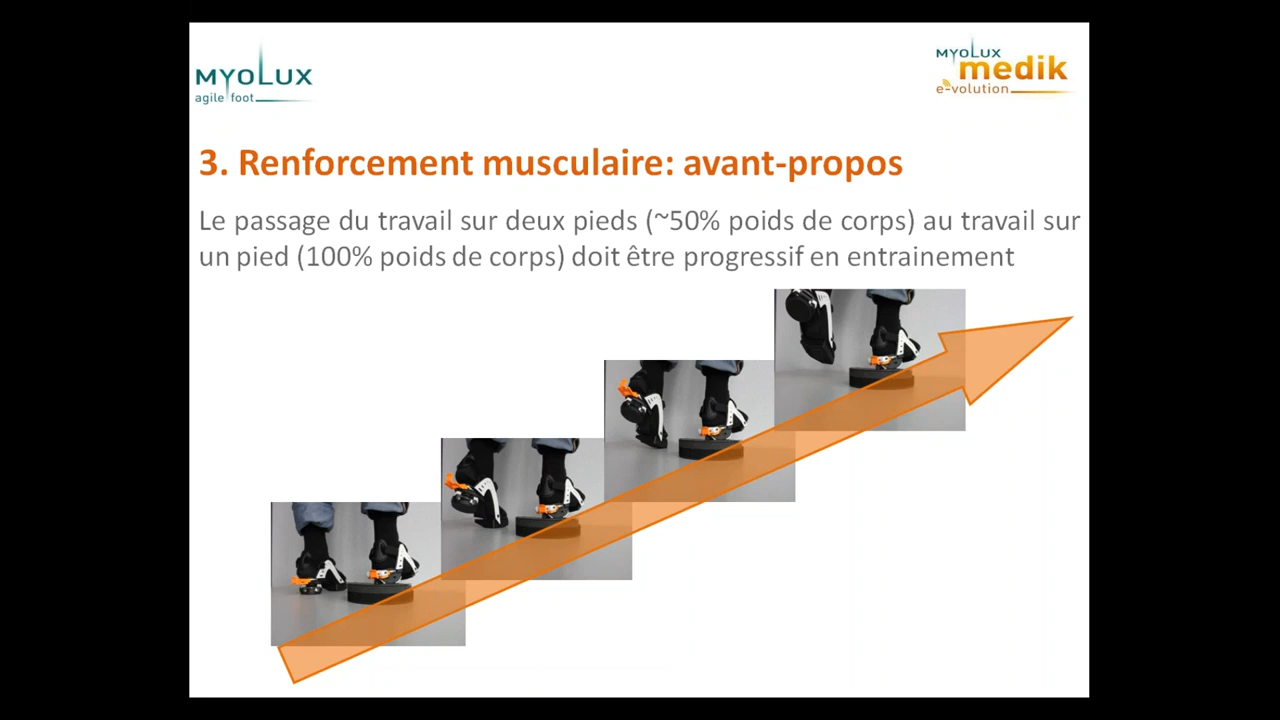 MYOLUX
agile foot
MYOLUX
medik
e-volution
3. Renforcement musculaire: avant-propos
Le passage du travail sur deux pieds (~50% poids de corps) au travail sur
un pied (100% poids de corps) doit être progressif en entrainement